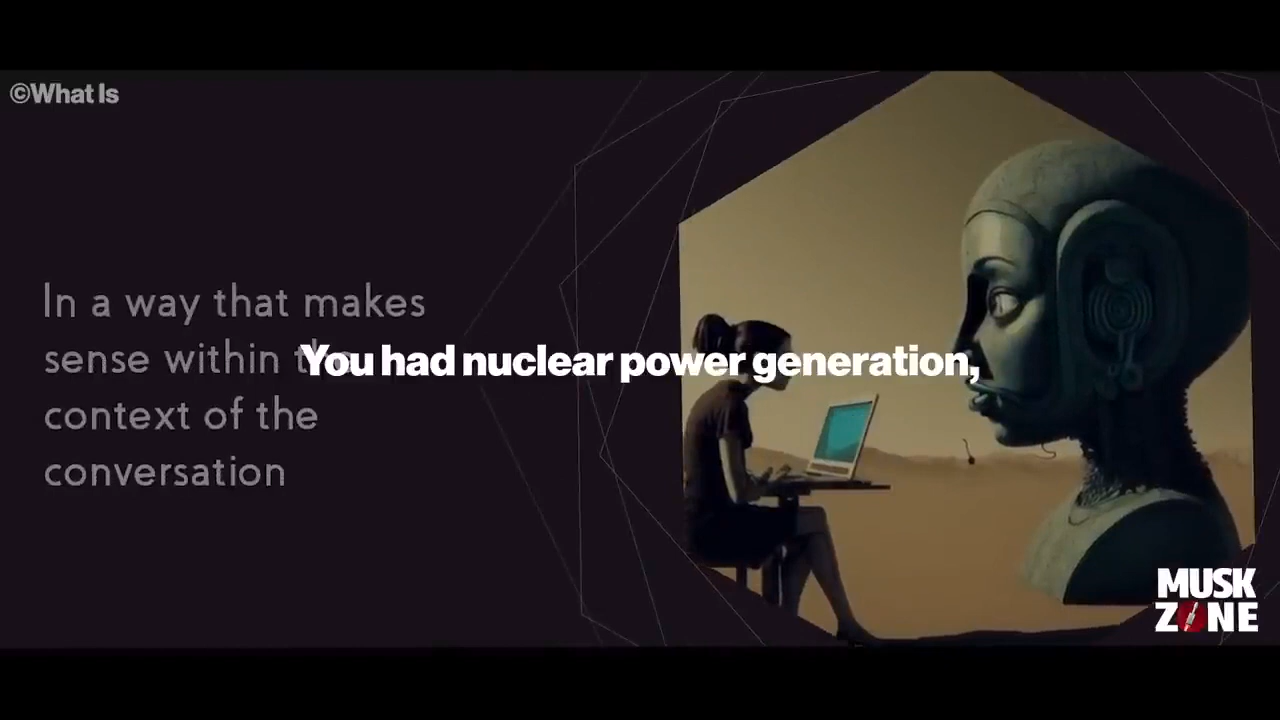 ©What Is
In a way that makes
sense within the
context of the
conversation
You had nuclear power generation,
MUSK
ZONE